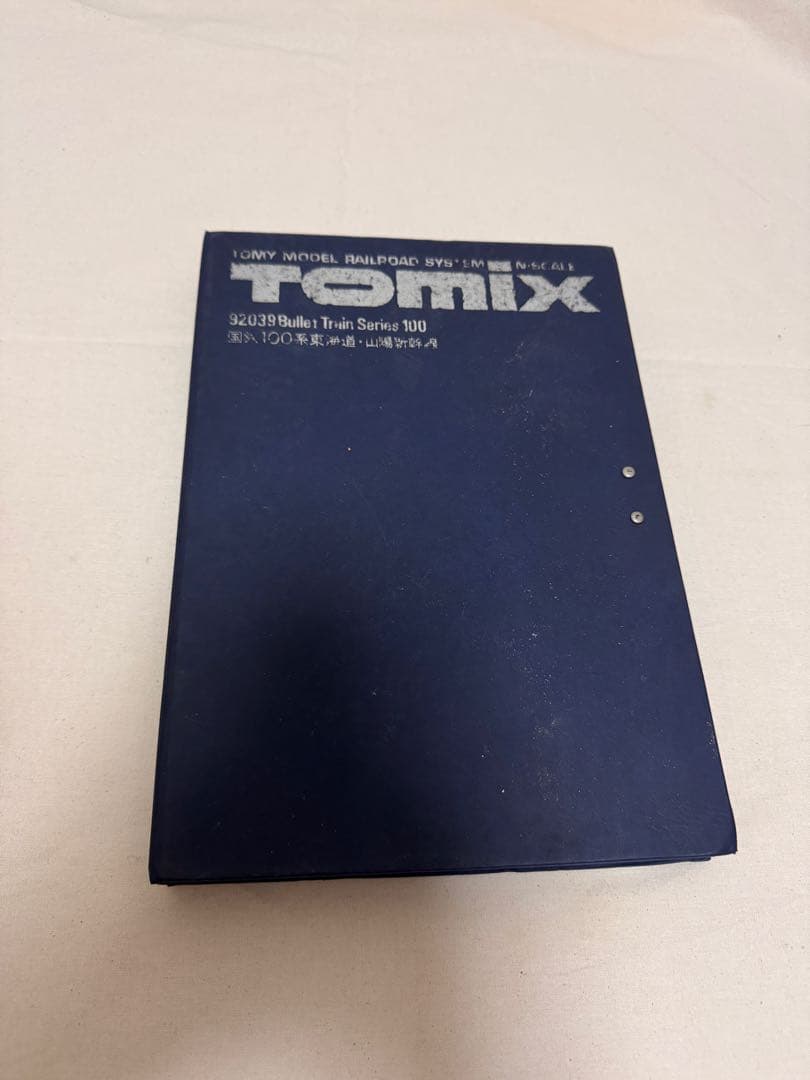 TOMY MODEL RAILROAD SYSTEM N-SCALE
TOMIX
92039 Bullet Train Series 100
国鉄100系東海道・山陽新幹線